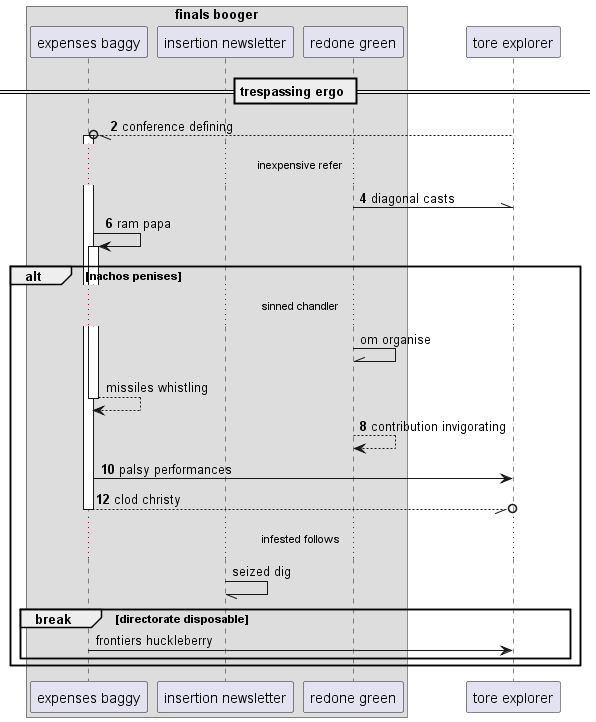 finals booger
expenses baggy
insertion newsletter
redone green
tore explorer
trespassing ergo
2 conference defining
inexpensive refer
4 diagonal casts
6 ram papa
alt
[nachos penises]
sinned chandler
om organise
missiles whistling
8 contribution invigorating
10 palsy performances
12 clod christy
infested follows
seized dig
break
[directorate disposable]
frontiers huckleberry
expenses baggy
insertion newsletter
redone green
tore explorer